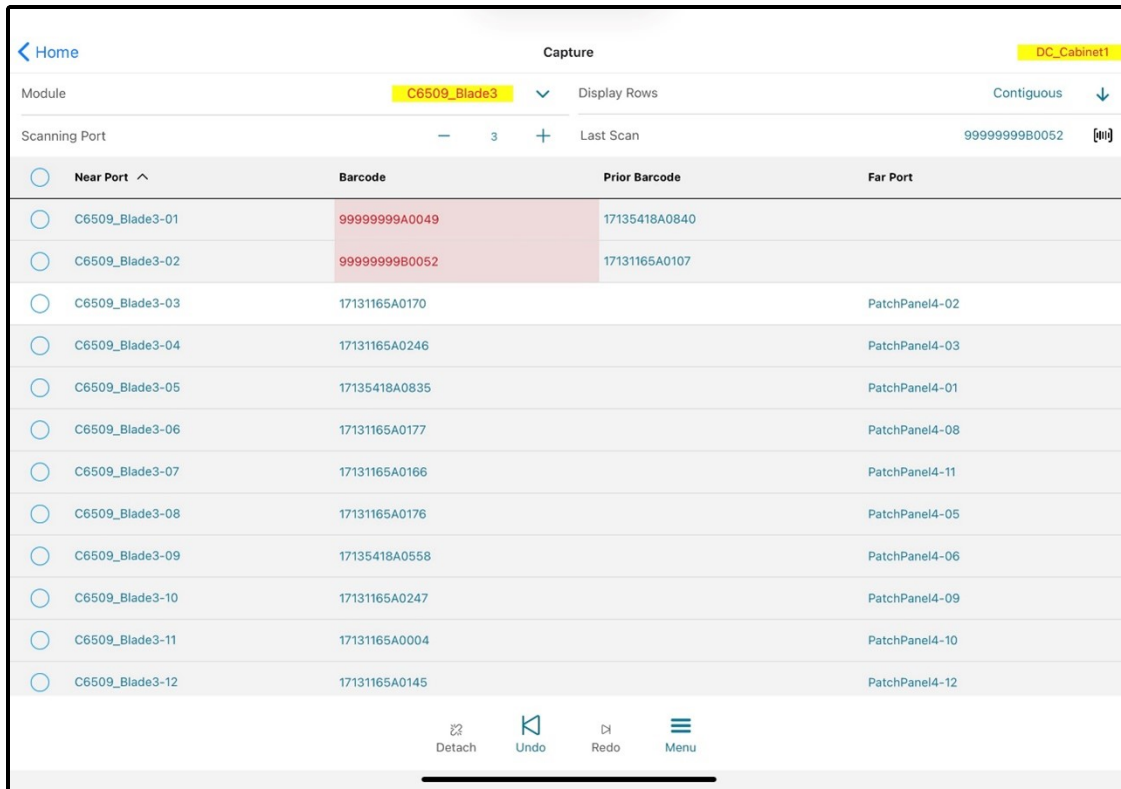 Home Capture DC_Cabinet1
Module C6509_Blade3 Display Rows Contiguous
Scanning Port 3 Last Scan 99999999B0052
Near Port Barcode Prior Barcode Far Port
C6509_Blade3-01 99999999A0049 17135418A0840
C6509_Blade3-02 99999999B0052 17131165A0107
C6509_Blade3-03 17131165A0170 PatchPanel4-02
C6509_Blade3-04 17131165A0246 PatchPanel4-03
C6509_Blade3-05 17135418A0835 PatchPanel4-01
C6509_Blade3-06 17131165A0177 PatchPanel4-08
C6509_Blade3-07 17131165A0166 PatchPanel4-11
C6509_Blade3-08 17131165A0176 PatchPanel4-05
C6509_Blade3-09 17135418A0558 PatchPanel4-06
C6509_Blade3-10 17131165A0247 PatchPanel4-09
C6509_Blade3-11 17131165A0004 PatchPanel4-10
C6509_Blade3-12 17131165A0145 PatchPanel4-12
Detach Undo Redo Menu